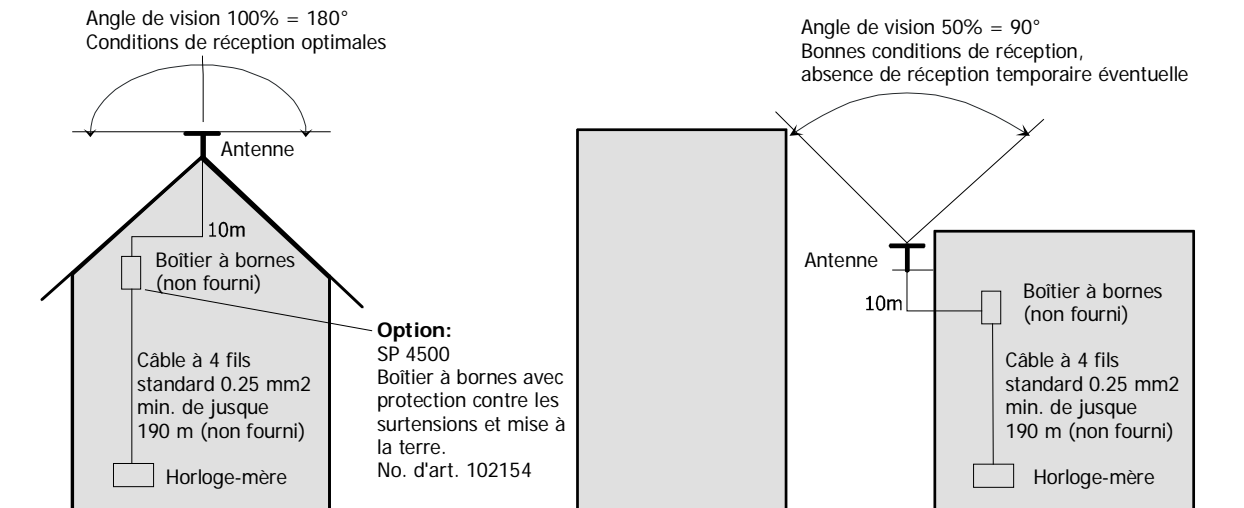 Angle de vision 100% = 180°
Conditions de réception optimales
Antenne
10m
Boîtier à bornes
(non fourni)
Option:
SP 4500
Boîtier à bornes avec
protection contre les
surtensions et mise à
la terre.
No. d'art. 102154
Câble à 4 fils
standard 0.25 mm2
min. de jusque
190 m (non fourni)
Horloge-mère
Angle de vision 50% = 90°
Bonnes conditions de réception,
absence de réception temporaire éventuelle
Antenne
10m
Boîtier à bornes
(non fourni)
Câble à 4 fils
standard 0.25 mm2
min. de jusque
190 m (non fourni)
Horloge-mère